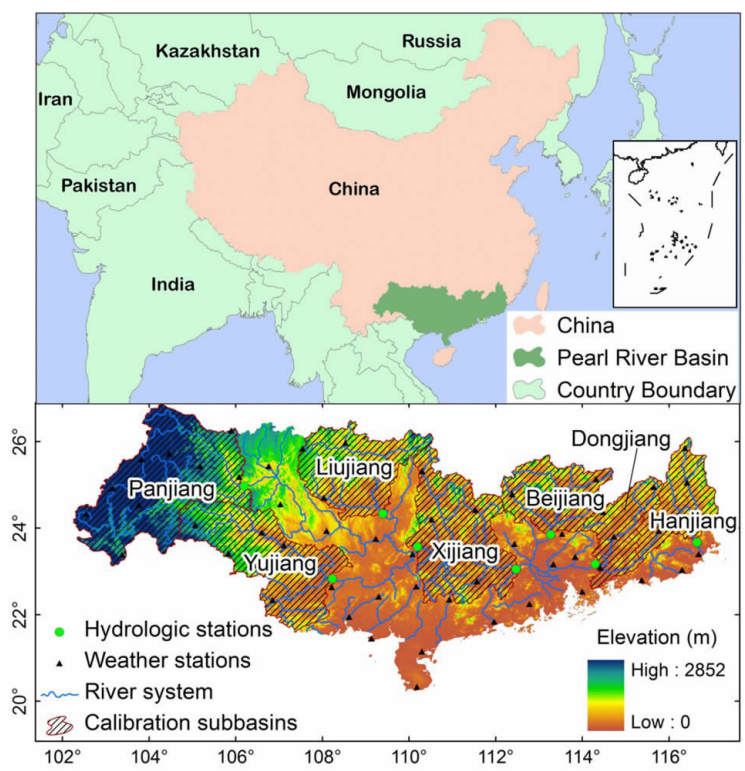 Kazakhstan
Russia
Mongolia
Iran
Pakistan
China
India
China
Pearl River Basin
Country Boundary
26°
24°
22°
20°
Dongjiang
Liujiang
Panjiang
Beijiang
Hanjiang
Xijiang
Yujiang
Hydrologic stations
Weather stations
River system
Calibration subbasins
Elevation (m)
High : 2852
Low : 0
102° 104° 106° 108° 110° 112° 114° 116°